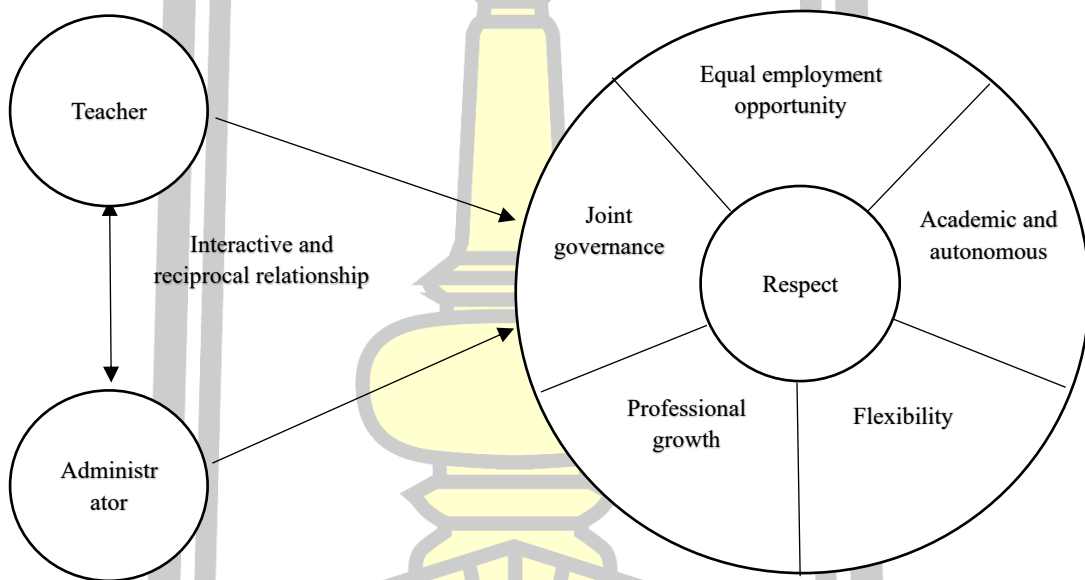 Teacher
Interactive and
reciprocal relationship
Administr
ator
Equal employment
opportunity
Joint
governance
Academic and
autonomous
Respect
Professional
growth
Flexibility